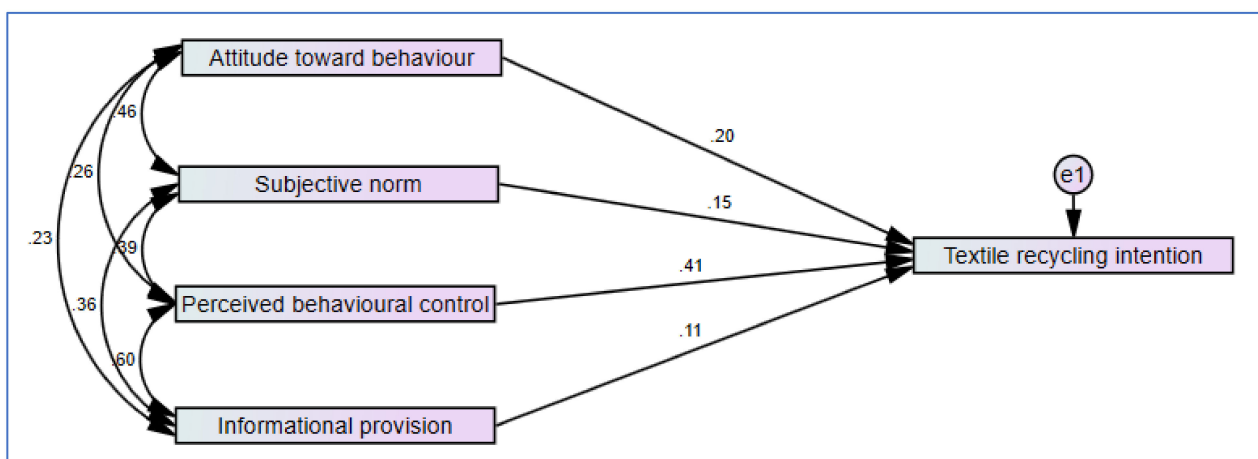 Attitude toward behaviour
.46
.20
.26
Subjective norm
e1
.15
.23
.39
Textile recycling intention
.41
.36
Perceived behavioural control
.11
.60
Informational provision